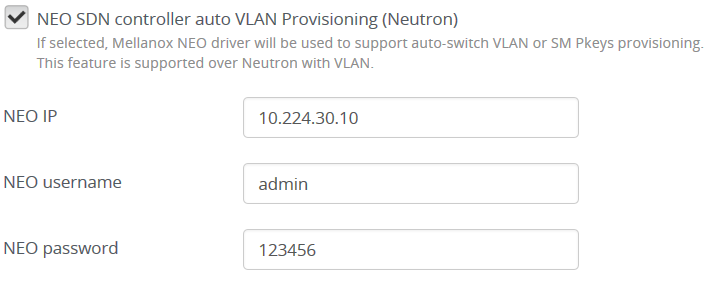 NEO SDN controller auto VLAN Provisioning (Neutron)
If selected, Mellanox NEO driver will be used to support auto-switch VLAN or SM Pkeys provisioning.
This feature is supported over Neutron with VLAN.
NEO IP 10.224.30.10
NEO username admin
NEO password 123456